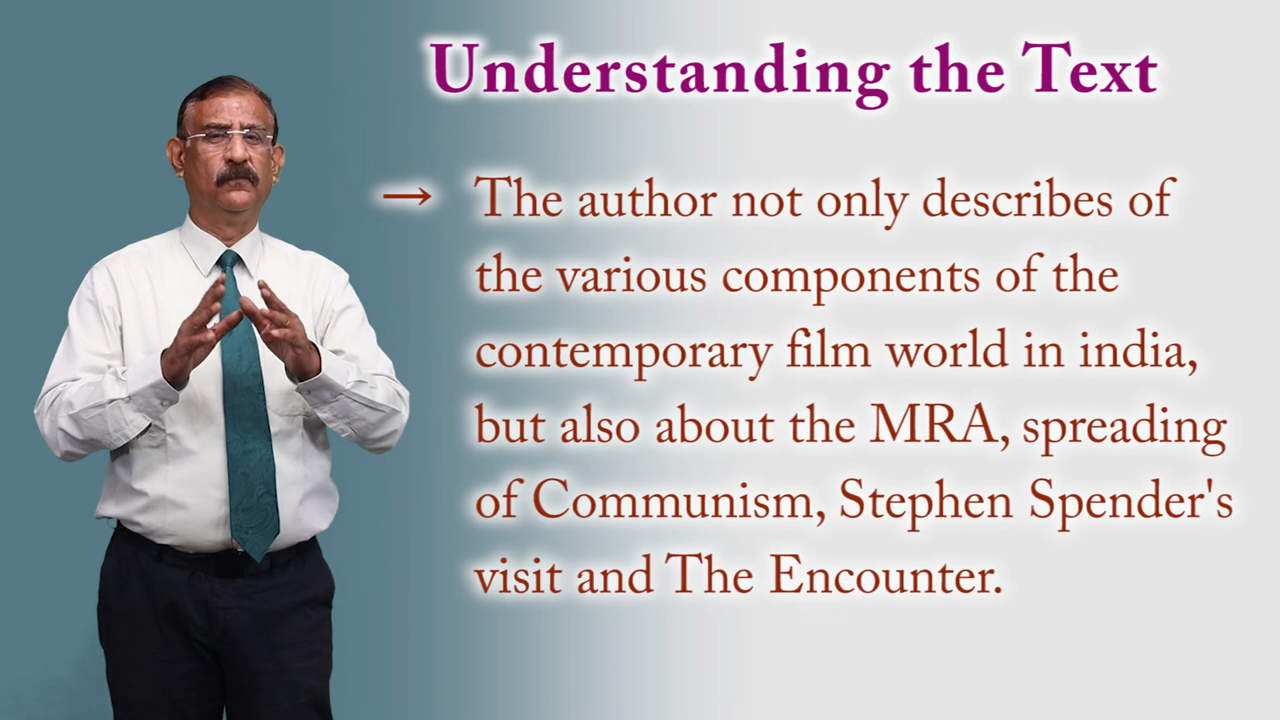 Understanding the Text
→ The author not only describes of
the various components of the
contemporary film world in india,
but also about the MRA, spreading
of Communism, Stephen Spender's
visit and The Encounter.